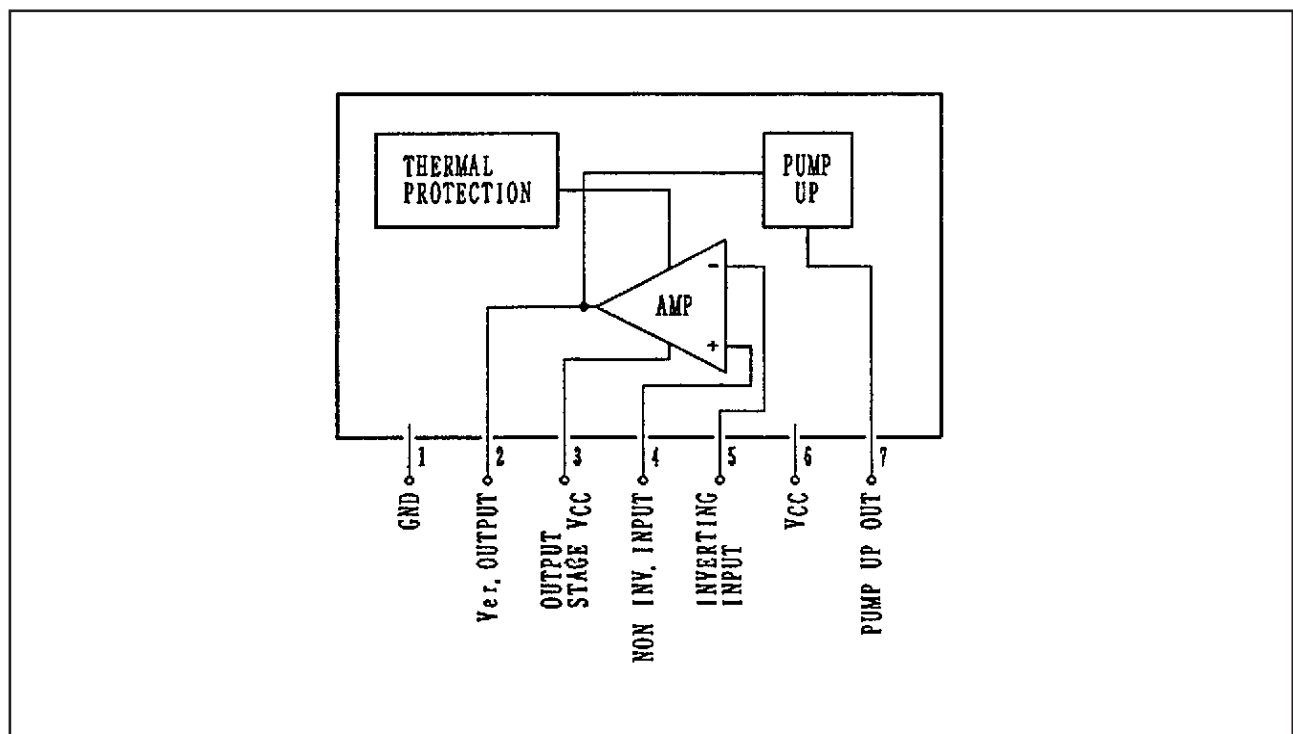 THERMAL
PROTECTION
PUMP
UP
-
AMP
+
1
2
3
4
5
6
7
GND
Ver. OUTPUT
OUTPUT
STAGE VCC
NON INV. INPUT
INVERTING
INPUT
VCC
PUMP UP OUT